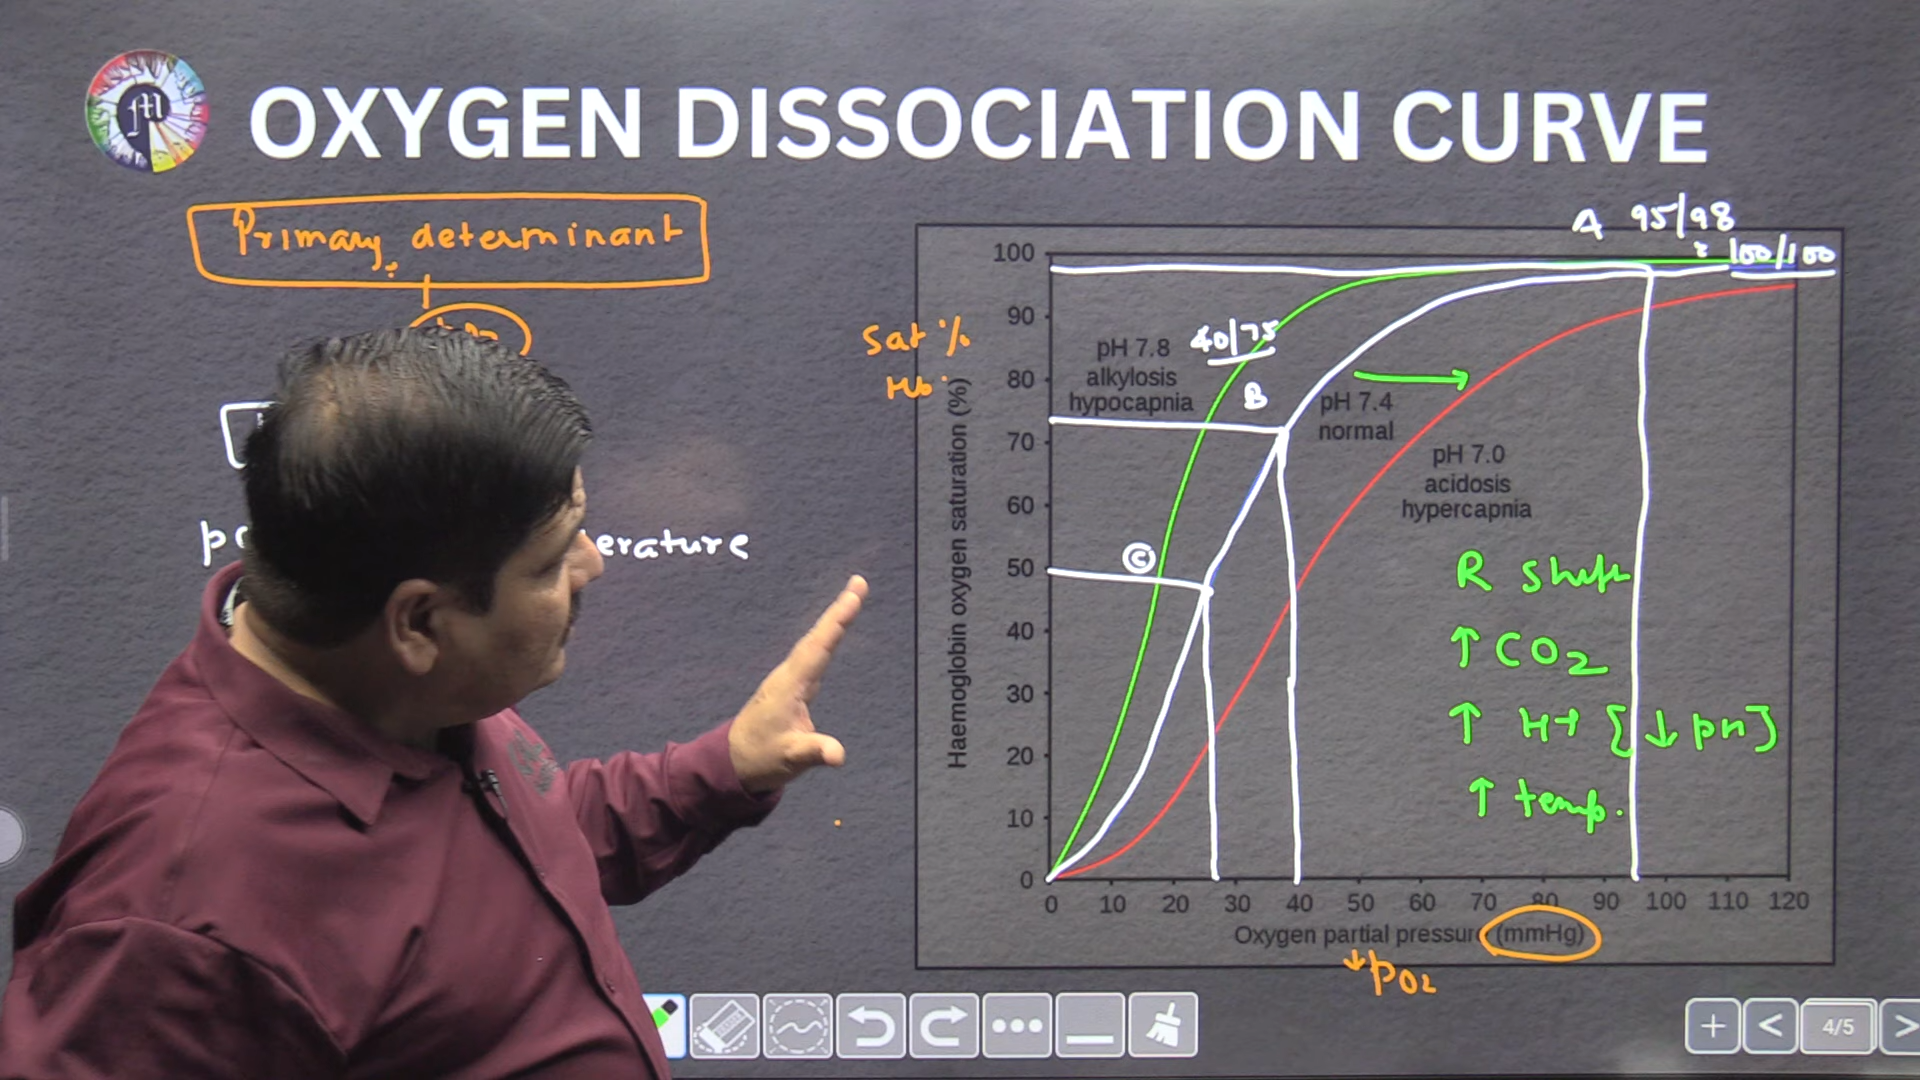 OXYGEN DISSOCIATION CURVE
Primary determinant
erature
Sat %
Hb
A 95/98
100/100
40/75
B
C
pH 7.8
alkylosis
hypocapnia
pH 7.4
normal
pH 7.0
acidosis
hypercapnia
R shift
↑ CO2
↑ H+ [↓ pH]
↑ temp.
Haemoglobin oxygen saturation (%)
100
90
80
70
60
50
40
30
20
10
0
0 10 20 30 40 50 60 70 80 90 100 110 120
Oxygen partial pressure (mmHg)
↓ pO2
4/5